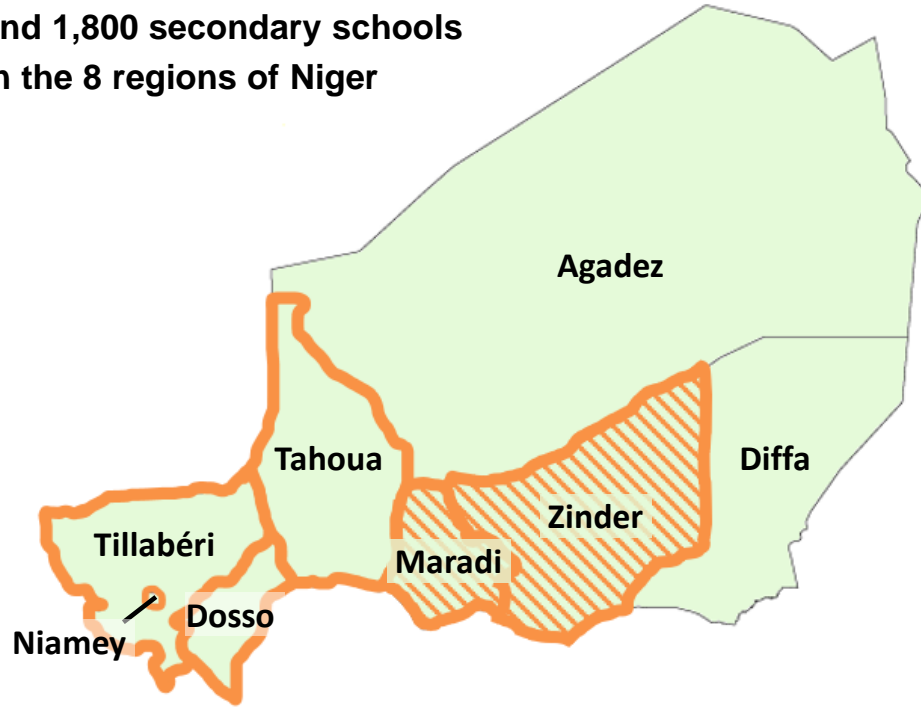 nd 1,800 secondary schools
the 8 regions of Niger
Agadez
Tahoua
Diffa
Zinder
Tillabéri
Maradi
Dosso
Niamey